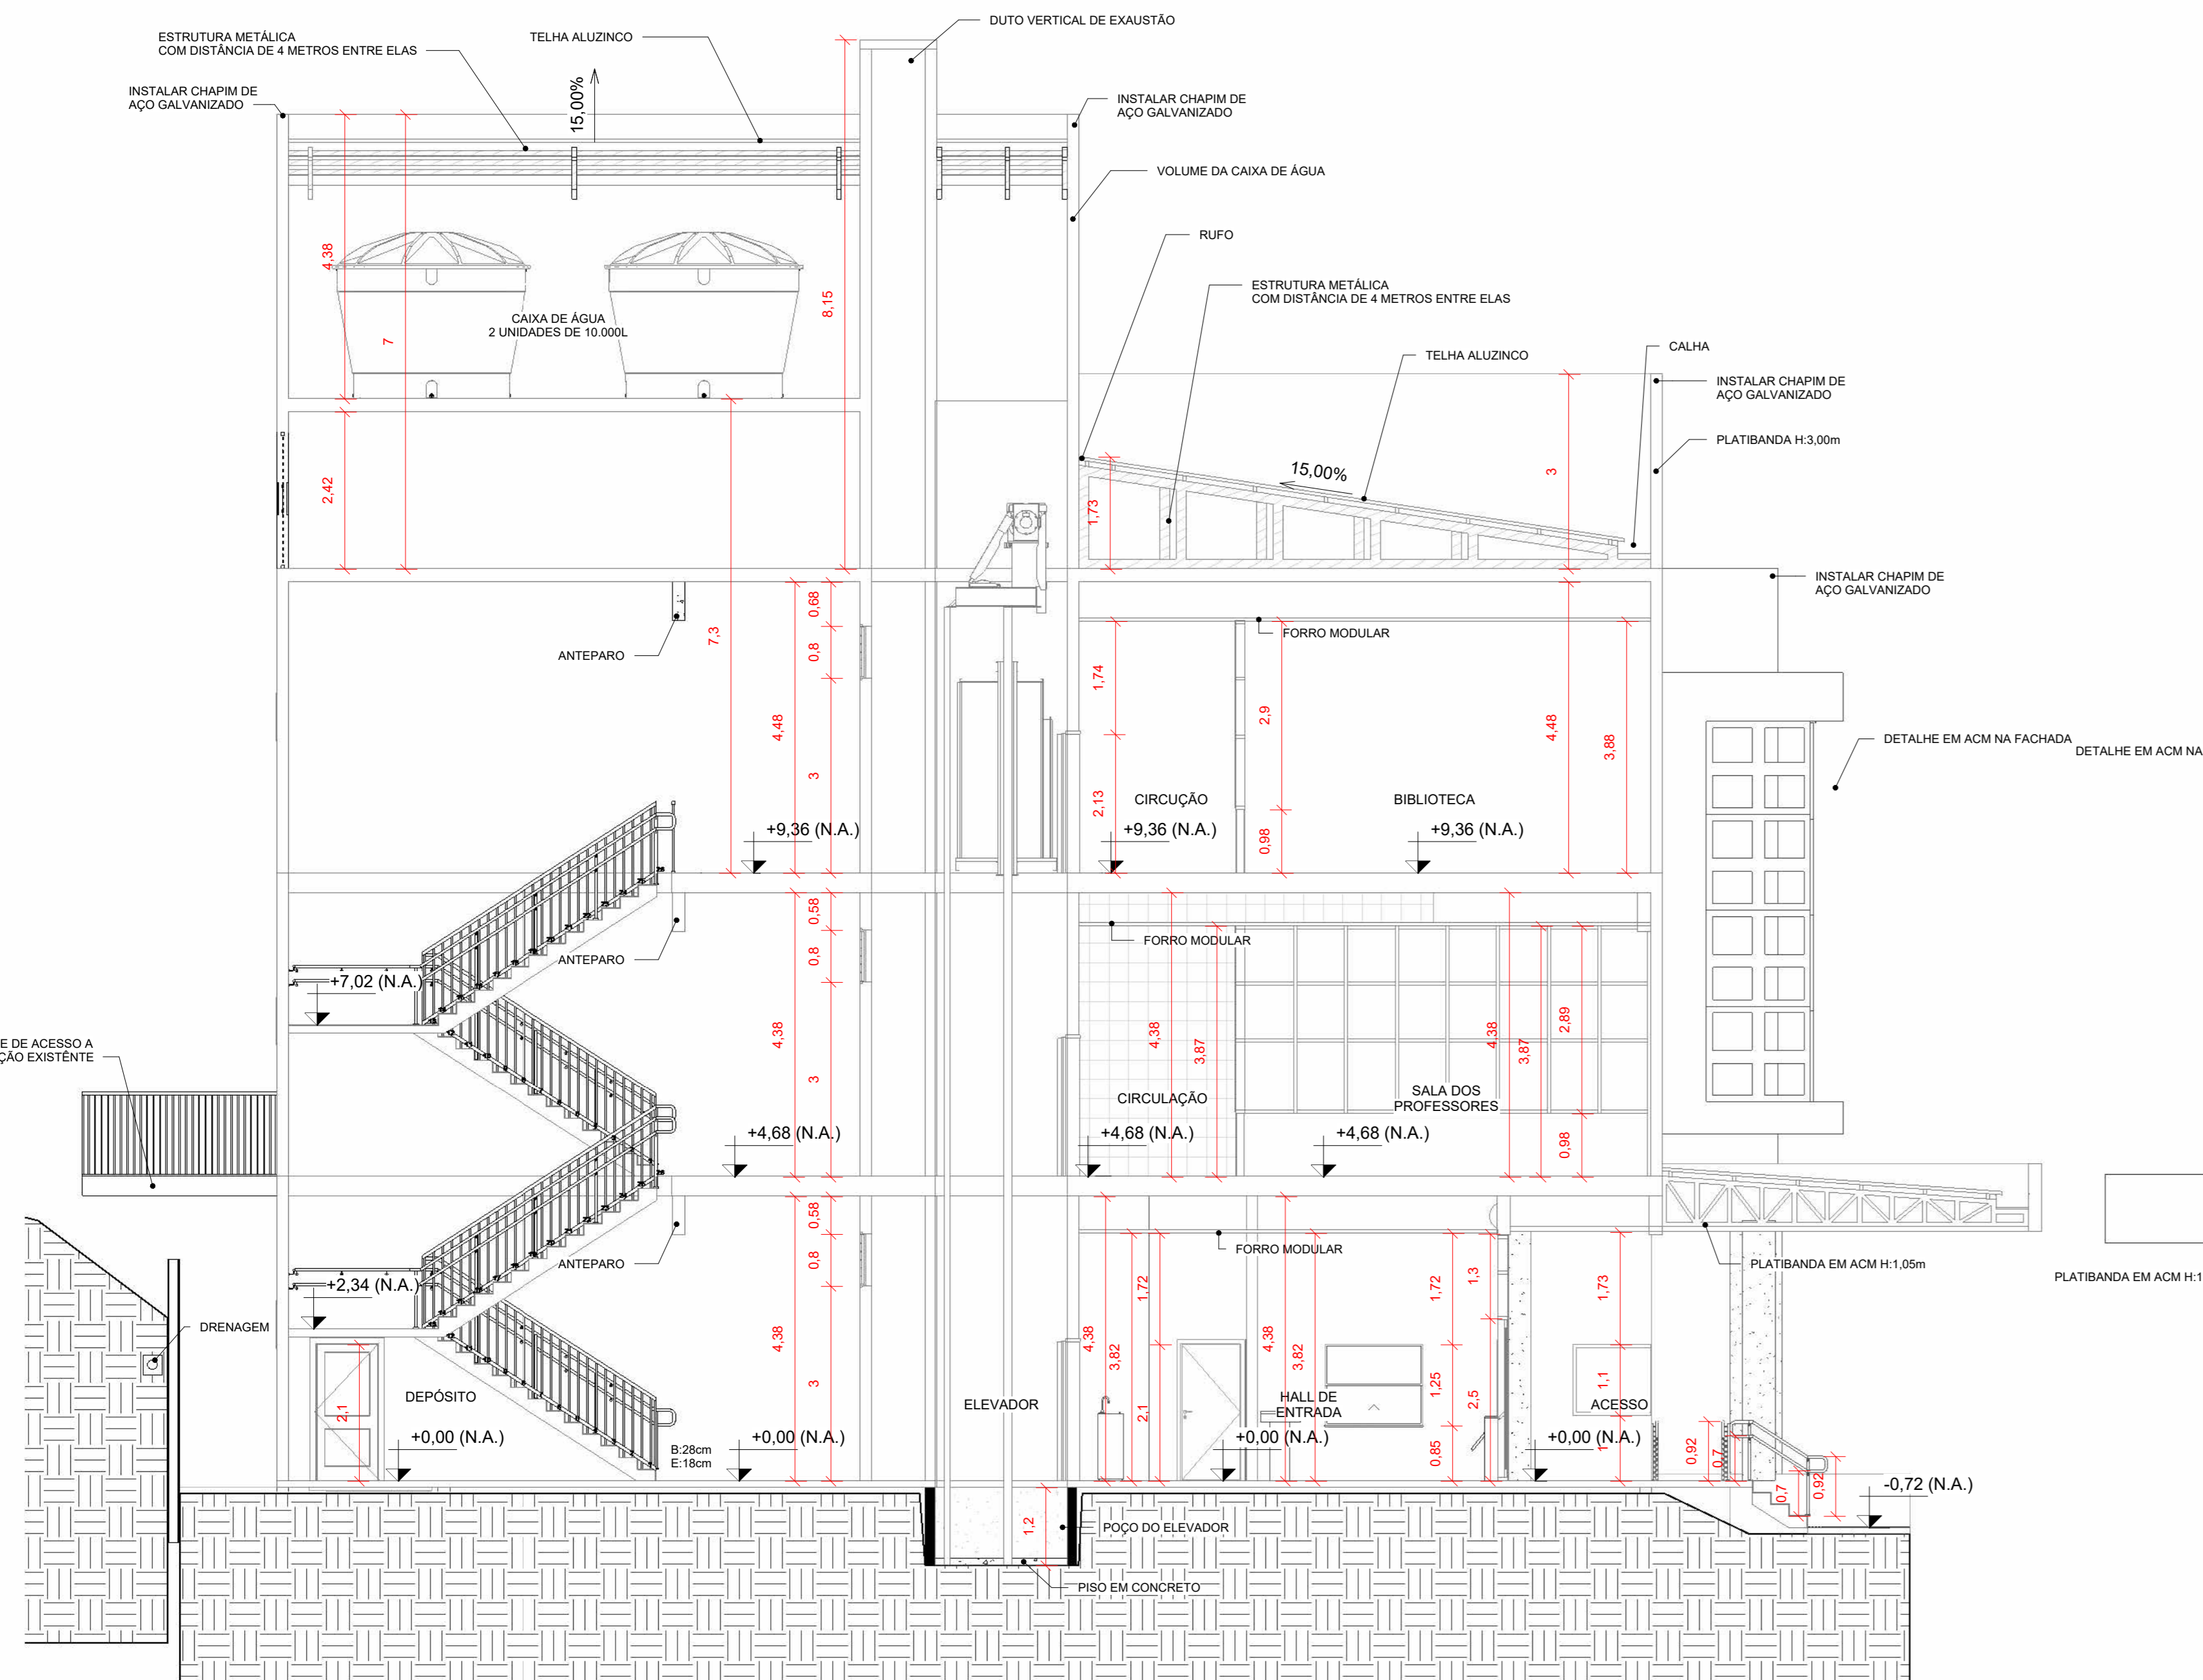 DUTO VERTICAL DE EXAUSTÃO
ESTRUTURA METÁLICA
COM DISTÂNCIA DE 4 METROS ENTRE ELAS
TELHA ALUZINCO
INSTALAR CHAPIM DE
AÇO GALVANIZADO
15,00%
INSTALAR CHAPIM DE
AÇO GALVANIZADO
VOLUME DA CAIXA DE ÁGUA
RUFO
ESTRUTURA METÁLICA
COM DISTÂNCIA DE 4 METROS ENTRE ELAS
4,38
7
8,15
CAIXA DE ÁGUA
2 UNIDADES DE 10.000L
TELHA ALUZINCO
CALHA
INSTALAR CHAPIM DE
AÇO GALVANIZADO
PLATIBANDA H:3,00m
15,00%
3
2,42
1,73
INSTALAR CHAPIM DE
AÇO GALVANIZADO
0,68
7,3
0,8
ANTEPARO
FORRO MODULAR
1,74
2,9
4,48
4,48
3,88
3
2,13
0,98
DETALHE EM ACM NA FACHADA
DETALHE EM ACM NA
CIRCUÇÃO
BIBLIOTECA
+9,36 (N.A.)
+9,36 (N.A.)
+9,36 (N.A.)
0,58
0,8
ANTEPARO
FORRO MODULAR
+7,02 (N.A.)
4,38
3
4,38
3,87
4,38
3,87
2,89
0,98
E DE ACESSO A
ÇÃO EXISTÊNTE
CIRCULAÇÃO
SALA DOS
PROFESSORES
+4,68 (N.A.)
+4,68 (N.A.)
+4,68 (N.A.)
0,58
0,8
ANTEPARO
FORRO MODULAR
PLATIBANDA EM ACM H:1,05m
PLATIBANDA EM ACM H:1
+2,34 (N.A.)
DRENAGEM
1,72
1,72
1,3
1,73
4,38
3
4,38
3,82
4,38
3,82
2,1
2,1
1,25
2,5
1,1
0,85
1
DEPÓSITO
ELEVADOR
HALL DE
ENTRADA
ACESSO
+0,00 (N.A.)
+0,00 (N.A.)
+0,00 (N.A.)
+0,00 (N.A.)
B:28cm
E:18cm
0,92
0,7
0,7
0,92
-0,72 (N.A.)
1,2
POÇO DO ELEVADOR
PISO EM CONCRETO